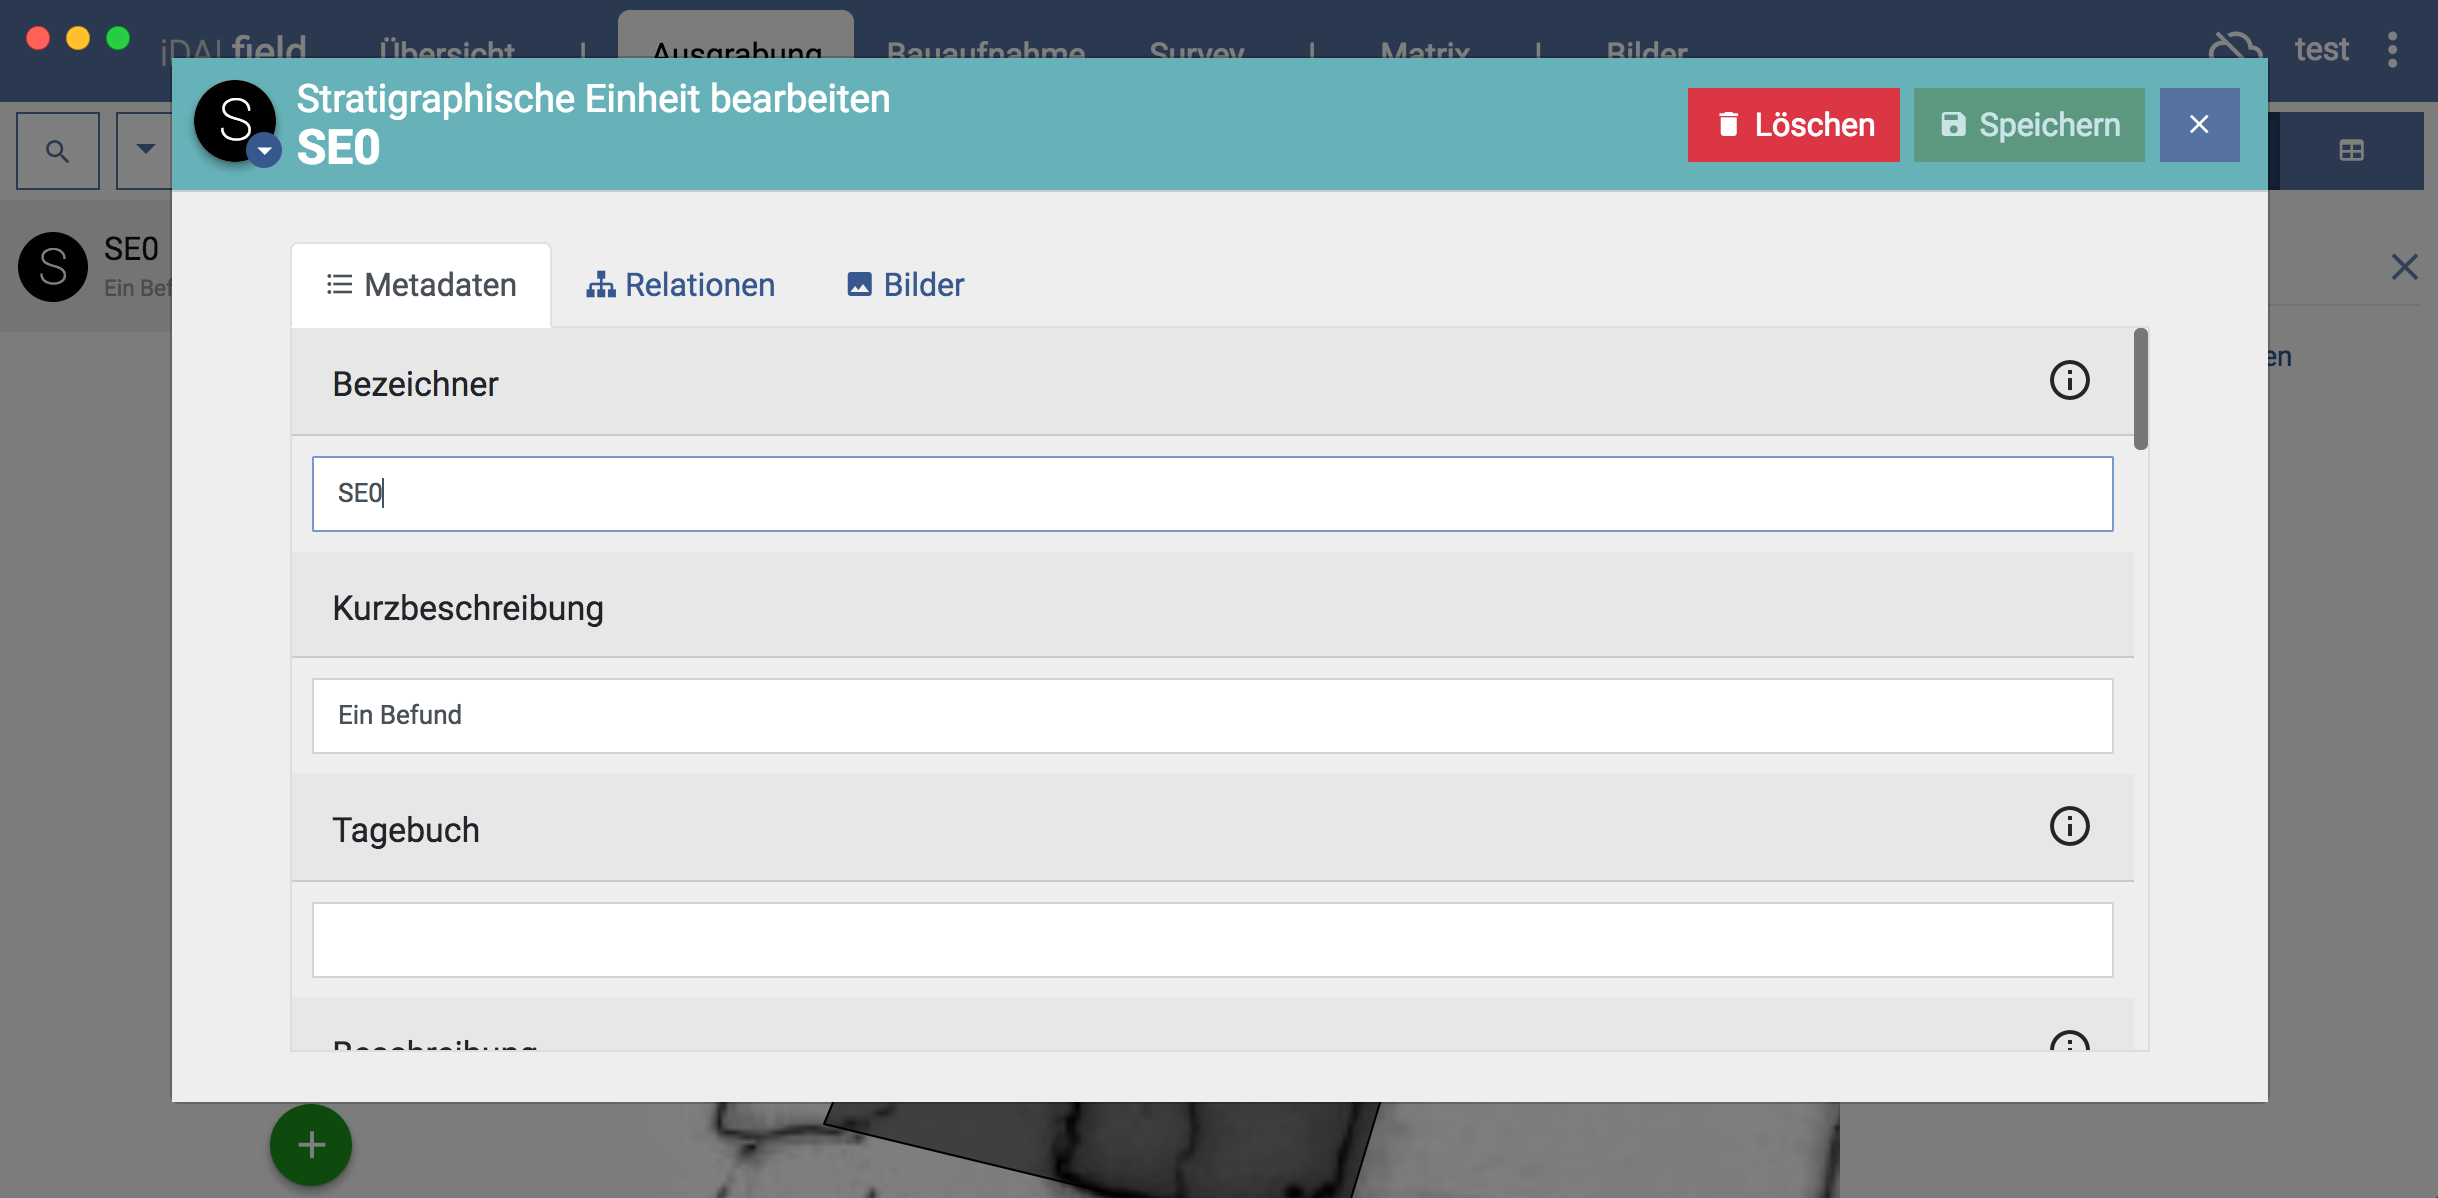 iDAI.field Übersicht | Ausgrabung Bauaufnahme Survey | Matrix | Bilder test
S Stratigraphische Einheit bearbeiten
SE0
Löschen Speichern
S SE0
Ein Bef
Metadaten Relationen Bilder
en
Bezeichner
SE0
Kurzbeschreibung
Ein Befund
Tagebuch
Beschreibung